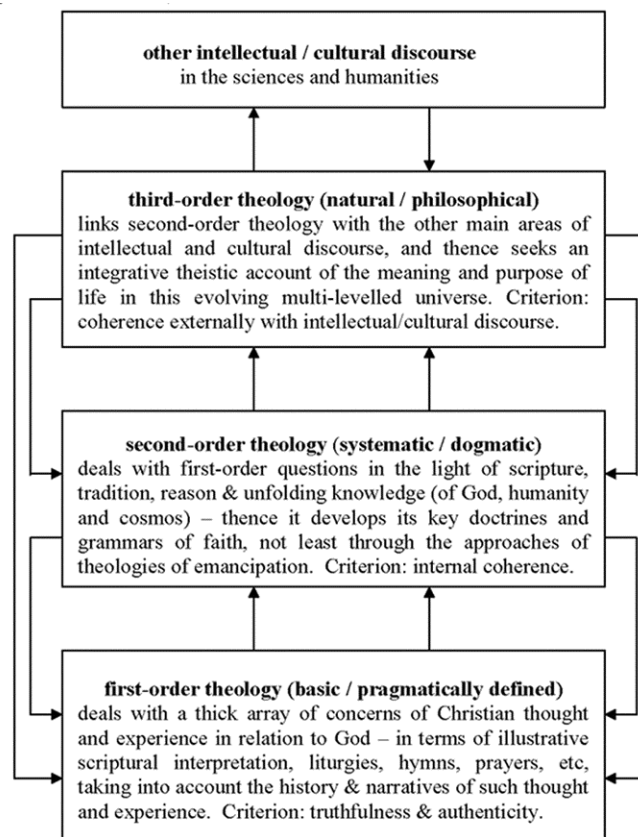 other intellectual / cultural discourse
in the sciences and humanities
third-order theology (natural / philosophical)
links second-order theology with the other main areas of
intellectual and cultural discourse, and thence seeks an
integrative theistic account of the meaning and purpose of
life in this evolving multi-levelled universe. Criterion:
coherence externally with intellectual/cultural discourse.
second-order theology (systematic / dogmatic)
deals with first-order questions in the light of scripture,
tradition, reason & unfolding knowledge (of God, humanity
and cosmos) – thence it develops its key doctrines and
grammars of faith, not least through the approaches of
theologies of emancipation. Criterion: internal coherence.
first-order theology (basic / pragmatically defined)
deals with a thick array of concerns of Christian thought
and experience in relation to God – in terms of illustrative
scriptural interpretation, liturgies, hymns, prayers, etc,
taking into account the history & narratives of such thought
and experience. Criterion: truthfulness & authenticity.